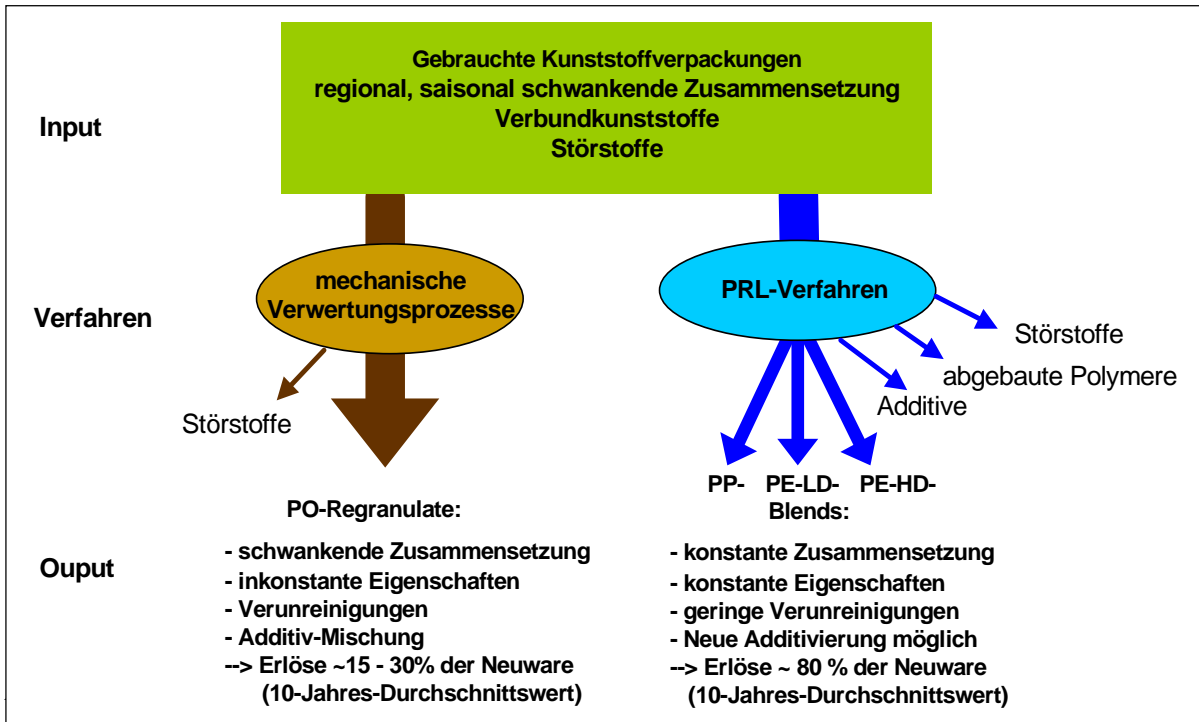 Gebrauchte Kunststoffverpackungen
regional, saisonal schwankende Zusammensetzung
Verbundkunststoffe
Störstoffe
Input
mechanische
Verwertungsprozesse
PRL-Verfahren
Verfahren
Störstoffe
abgebaute Polymere
Additive
Störstoffe
PO-Regranulate:
- schwankende Zusammensetzung
- inkonstante Eigenschaften
- Verunreinigungen
- Additiv-Mischung
--> Erlöse ~15 - 30% der Neuware
(10-Jahres-Durchschnittswert)
PP- PE-LD- PE-HD-
Blends:
- konstante Zusammensetzung
- konstante Eigenschaften
- geringe Verunreinigungen
- Neue Additivierung möglich
--> Erlöse ~ 80 % der Neuware
(10-Jahres-Durchschnittswert)
Ouput